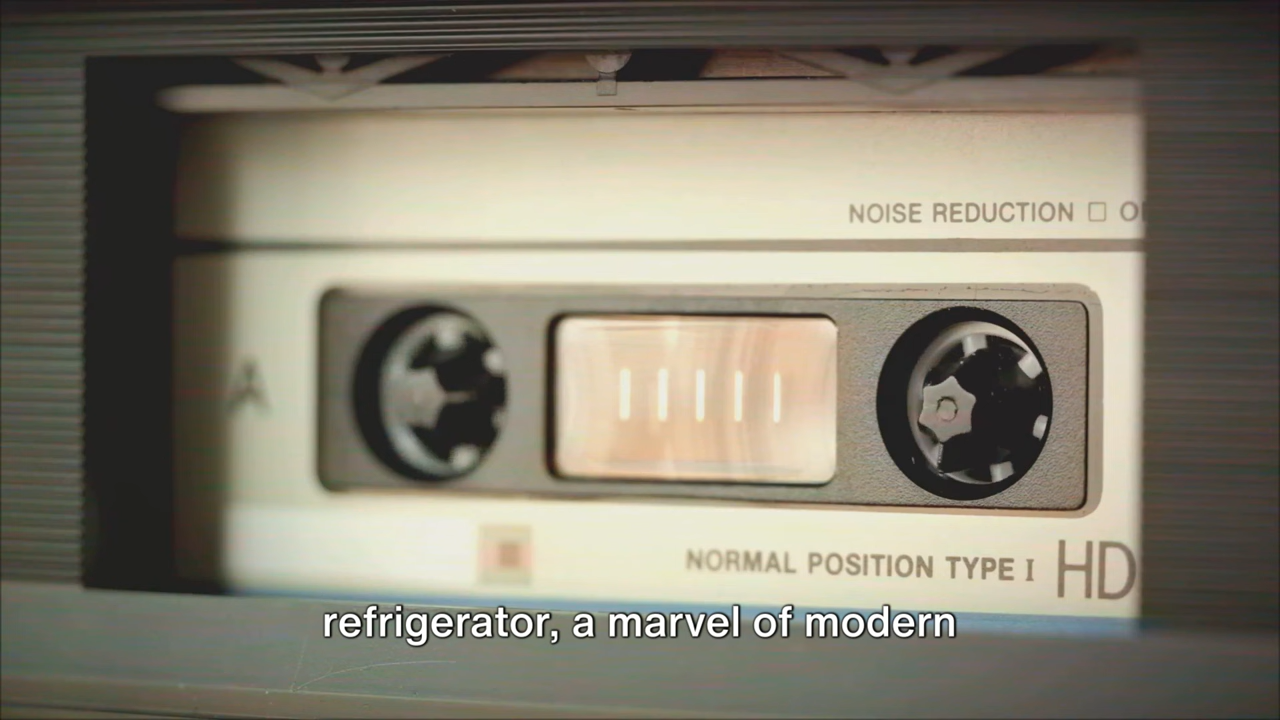 NOISE REDUCTION □ O
A
NORMAL POSITION TYPE I HD
refrigerator, a marvel of modern